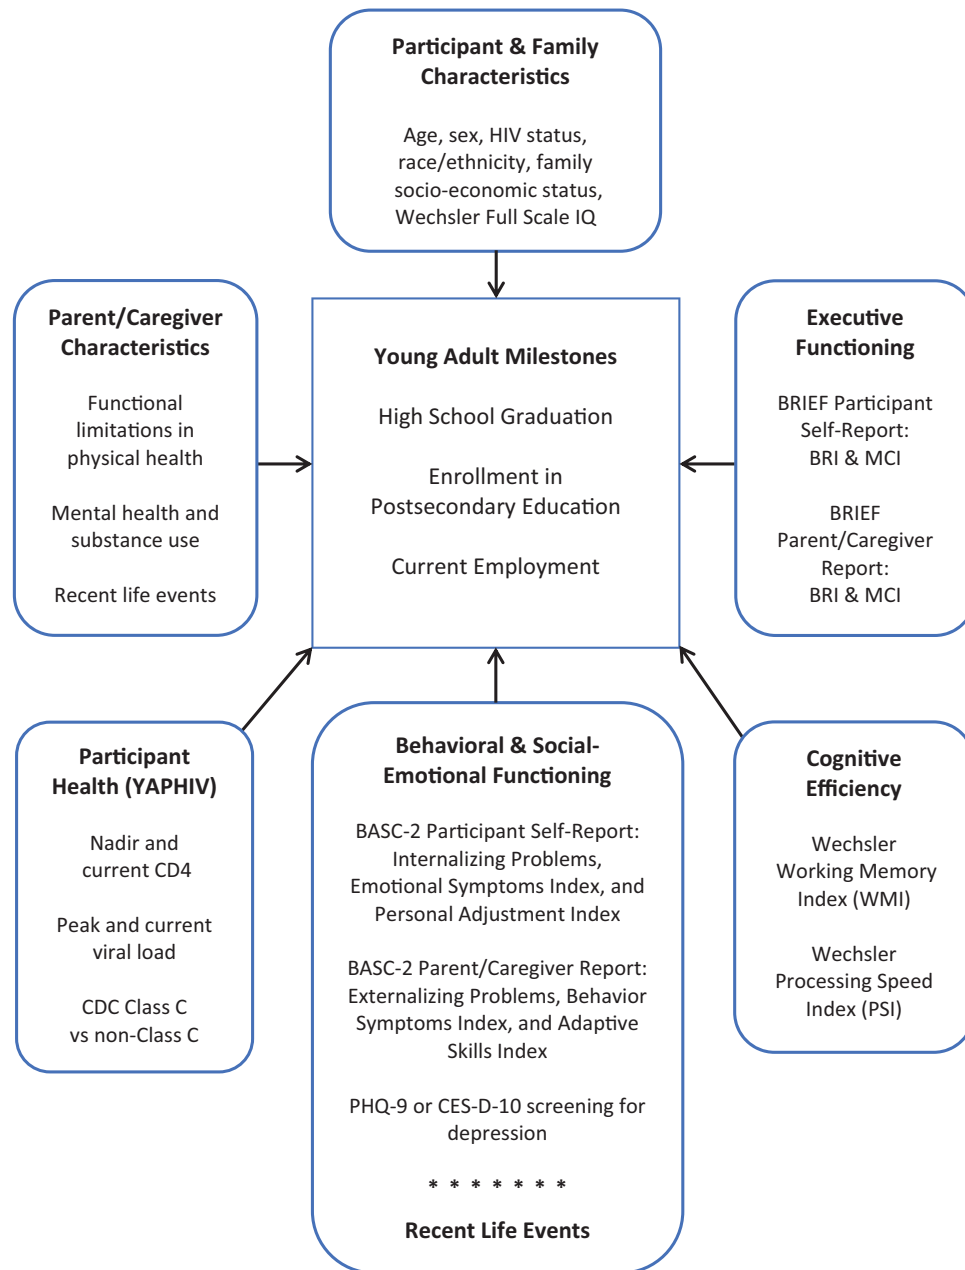 Participant & Family
Characteristics
Age, sex, HIV status,
race/ethnicity, family
socio-economic status,
Wechsler Full Scale IQ
Parent/Caregiver
Characteristics
Functional
limitations in
physical health
Mental health and
substance use
Recent life events
Young Adult Milestones
High School Graduation
Enrollment in
Postsecondary Education
Current Employment
Executive
Functioning
BRIEF Participant
Self-Report:
BRI & MCI
BRIEF
Parent/Caregiver
Report:
BRI & MCI
Participant
Health (YAPHIV)
Nadir and
current CD4
Peak and current
viral load
CDC Class C
vs non-Class C
Behavioral & Social-
Emotional Functioning
BASC-2 Participant Self-Report:
Internalizing Problems,
Emotional Symptoms Index, and
Personal Adjustment Index
BASC-2 Parent/Caregiver Report:
Externalizing Problems, Behavior
Symptoms Index, and Adaptive
Skills Index
PHQ-9 or CES-D-10 screening for
depression
* * * * * * *
Recent Life Events
Cognitive
Efficiency
Wechsler
Working Memory
Index (WMI)
Wechsler
Processing Speed
Index (PSI)